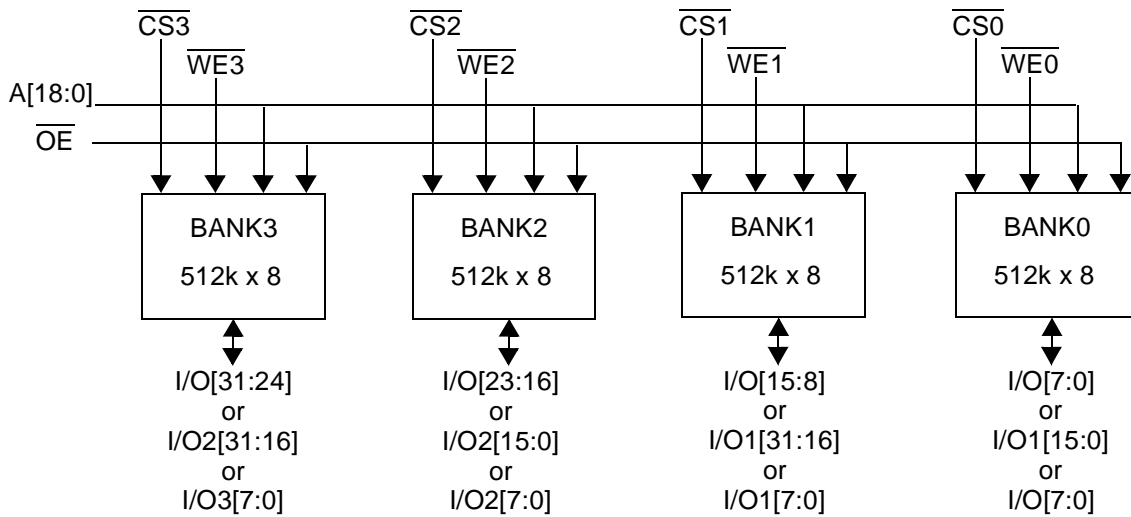 CS3 CS2 CS1 CS0
WE3 WE2 WE1 WE0
A[18:0]
OE
BANK3 BANK2 BANK1 BANK0
512k x 8 512k x 8 512k x 8 512k x 8
I/O[31:24] I/O[23:16] I/O[15:8] I/O[7:0]
or or or or
I/O2[31:16] I/O2[15:0] I/O1[31:16] I/O1[15:0]
or or or or
I/O3[7:0] I/O2[7:0] I/O1[7:0] I/O[7:0]